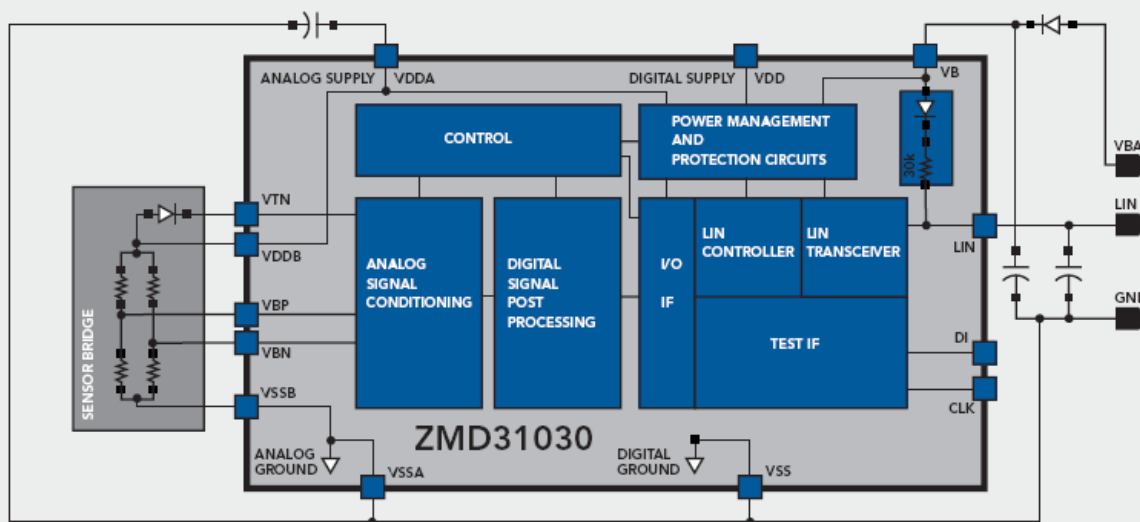 ANALOG SUPPLY
VDDA
DIGITAL SUPPLY
VDD
VB
CONTROL
POWER MANAGEMENT
AND
PROTECTION CIRCUITS
30k
VBA
VTN
LIN
VDDB
LIN
ANALOG
SIGNAL
CONDITIONING
DIGITAL
SIGNAL
POST
PROCESSING
I/O
IF
LIN
CONTROLLER
LIN
TRANSCEIVER
VBP
VBN
GND
TEST IF
DI
SENSOR BRIDGE
VSSB
CLK
ZMD31030
ANALOG
GROUND
VSSA
DIGITAL
GROUND
VSS